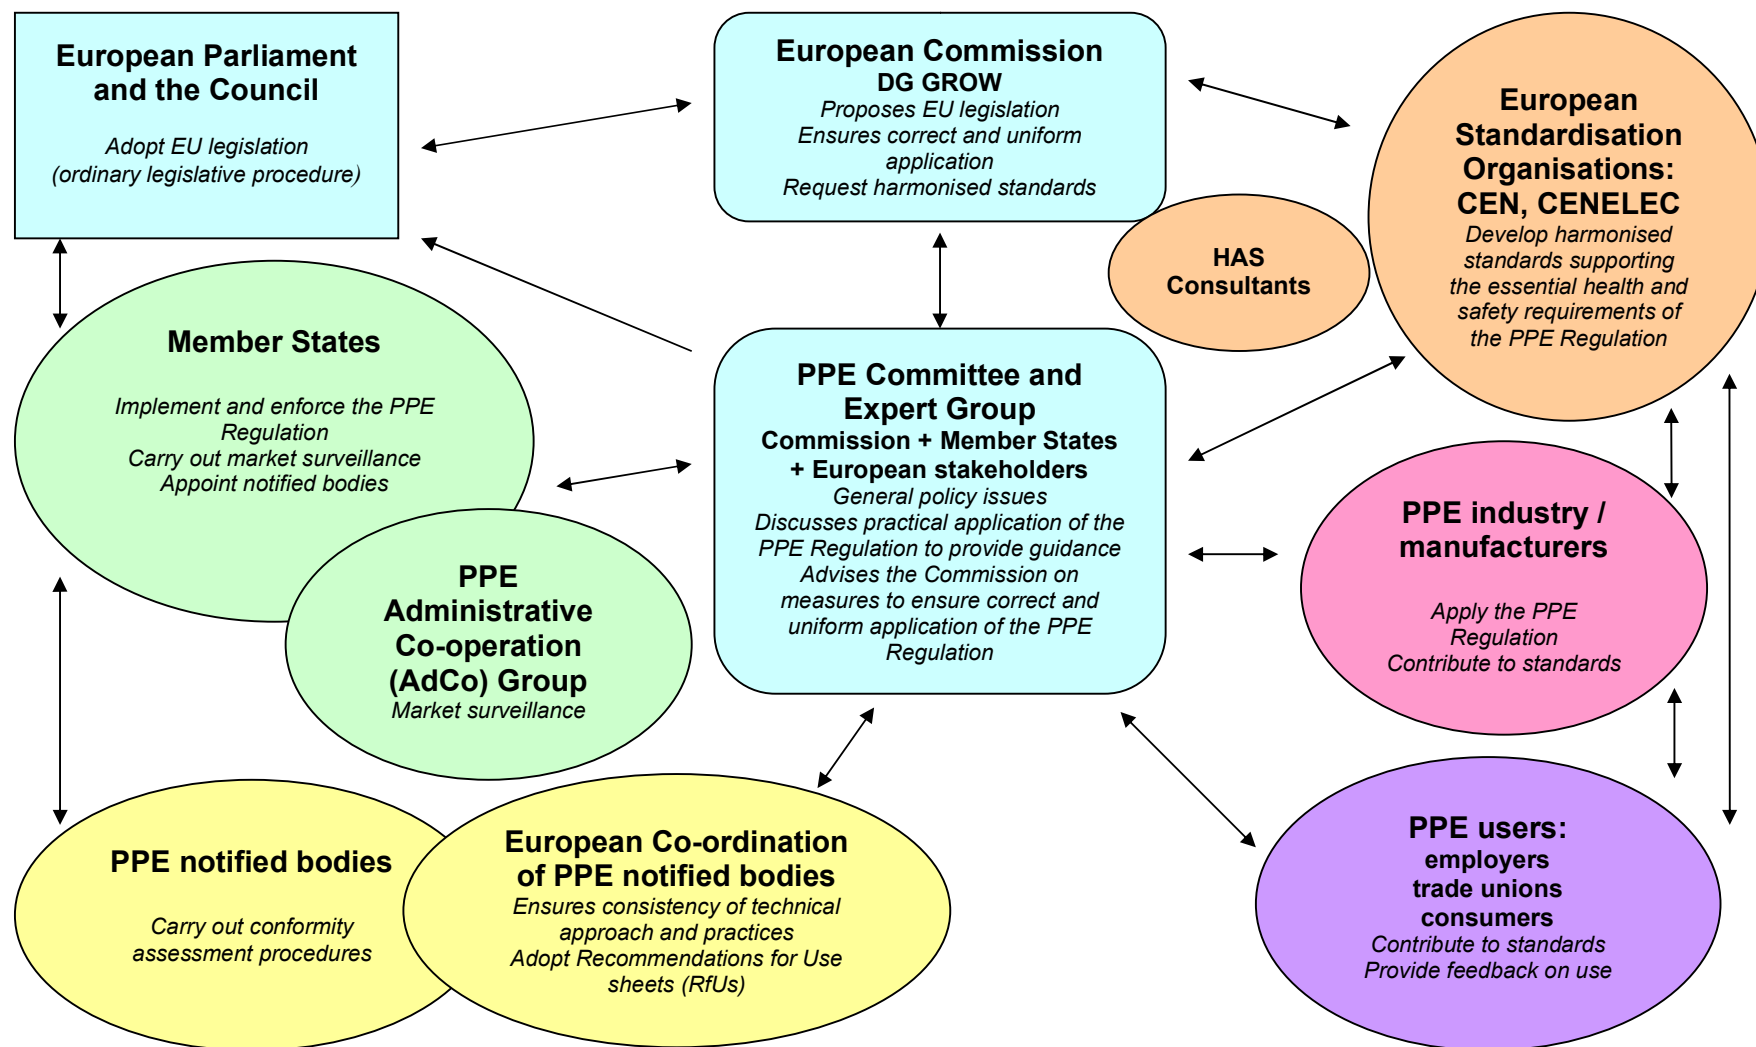 European Parliament
and the Council
Adopt EU legislation
(ordinary legislative procedure)
European Commission
DG GROW
Proposes EU legislation
Ensures correct and uniform
application
Request harmonised standards
European
Standardisation
Organisations:
CEN, CENELEC
Develop harmonised
standards supporting
the essential health and
safety requirements of
the PPE Regulation
HAS
Consultants
Member States
Implement and enforce the PPE
Regulation
Carry out market surveillance
Appoint notified bodies
PPE Committee and
Expert Group
Commission + Member States
+ European stakeholders
General policy issues
Discusses practical application of the
PPE Regulation to provide guidance
Advises the Commission on
measures to ensure correct and
uniform application of the PPE
Regulation
PPE industry /
manufacturers
Apply the PPE
Regulation
Contribute to standards
PPE
Administrative
Co-operation
(AdCo) Group
Market surveillance
PPE notified bodies
Carry out conformity
assessment procedures
European Co-ordination
of PPE notified bodies
Ensures consistency of technical
approach and practices
Adopt Recommendations for Use
sheets (RfUs)
PPE users:
employers
trade unions
consumers
Contribute to standards
Provide feedback on use